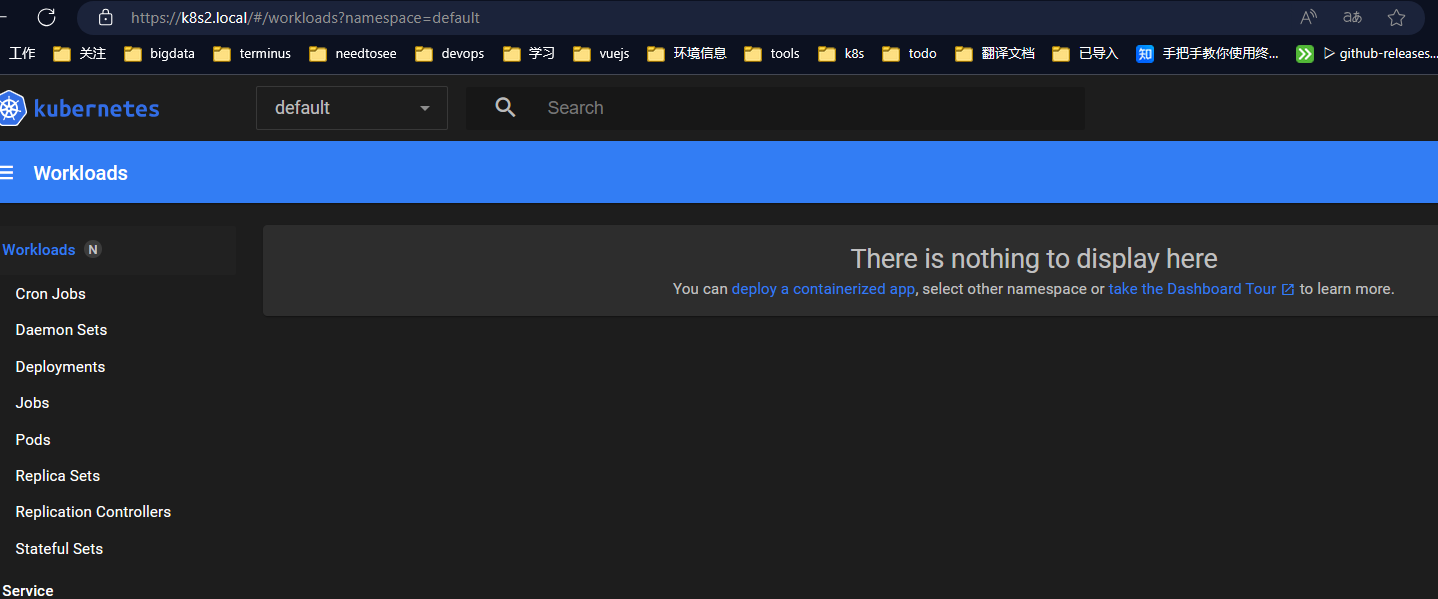 https://k8s2.local/#/workloads?namespace=default
工作 关注 bigdata terminus needtosee devops 学习 vuejs 环境信息 tools k8s todo 翻译文档 已导入 知 手把手教你使用终... ▷ github-releases...
kubernetes default Search
Workloads
Workloads N
There is nothing to display here
You can deploy a containerized app, select other namespace or take the Dashboard Tour to learn more.
Cron Jobs
Daemon Sets
Deployments
Jobs
Pods
Replica Sets
Replication Controllers
Stateful Sets
Service